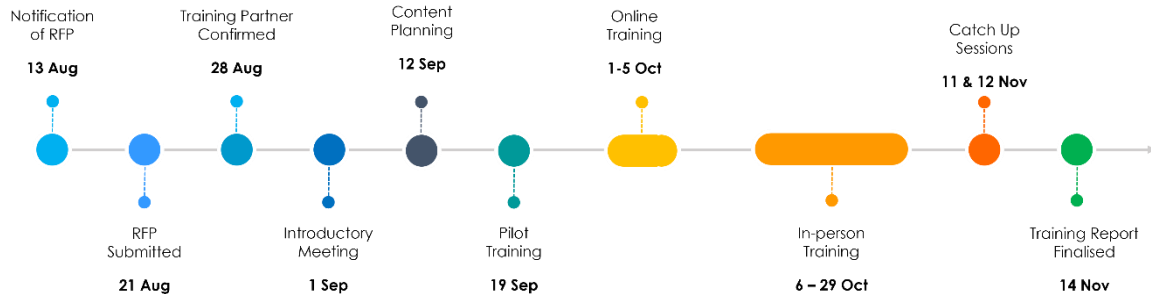 Notification
of RFP
13 Aug
RFP
Submitted
21 Aug
Training Partner
Confirmed
28 Aug
Introductory
Meeting
1 Sep
Content
Planning
12 Sep
Pilot
Training
19 Sep
Online
Training
1-5 Oct
In-person
Training
6 – 29 Oct
Catch Up
Sessions
11 & 12 Nov
Training Report
Finalised
14 Nov